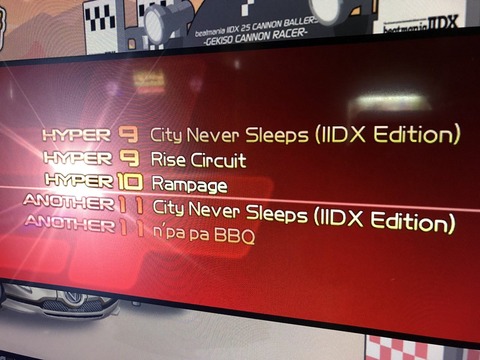 beatmania IIDX 25 CANNON BALLERS
-GEKISO CANNON RACER-
beatmania IIDX
HYPER 9 City Never Sleeps (IIDX Edition)
HYPER 9 Rise Circuit
HYPER 10 Rampage
ANOTHER 11 City Never Sleeps (IIDX Edition)
ANOTHER 11 n'pa pa BBQ